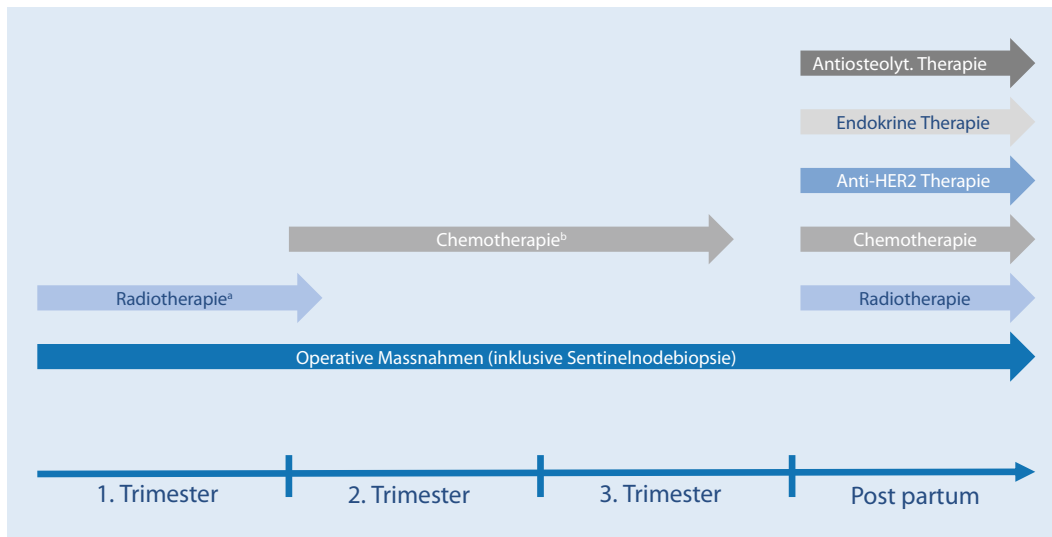 Antiosteolyt. Therapie
Endokrine Therapie
Anti-HER2 Therapie
Chemotherapieᵇ
Chemotherapie
Radiotherapieᵃ
Radiotherapie
Operative Massnahmen (inklusive Sentinelnodebiopsie)
1. Trimester
2. Trimester
3. Trimester
Post partum